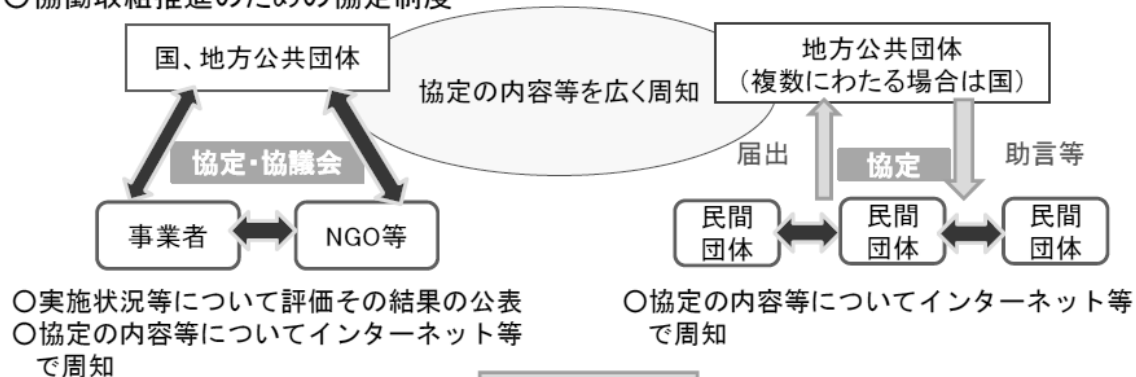 〇協働取組推進のための協定制度
国、地方公共団体
協定の内容等を広く周知
地方公共団体
(複数にわたる場合は国)
協定・協議会
届出
協定
助言等
事業者
NGO等
民間
団体
民間
団体
民間
団体
〇実施状況等について評価その結果の公表
〇協定の内容等についてインターネット等
で周知
〇協定の内容等についてインターネット等
で周知